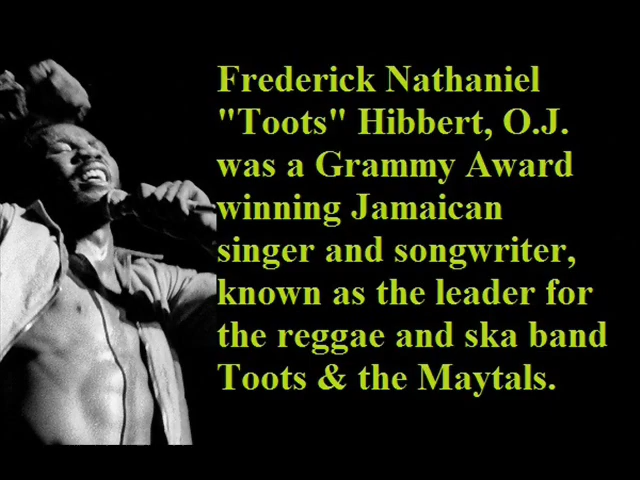 Frederick Nathaniel
"Toots" Hibbert, O.J.
was a Grammy Award
winning Jamaican
singer and songwriter,
known as the leader for
the reggae and ska band
Toots & the Maytals.